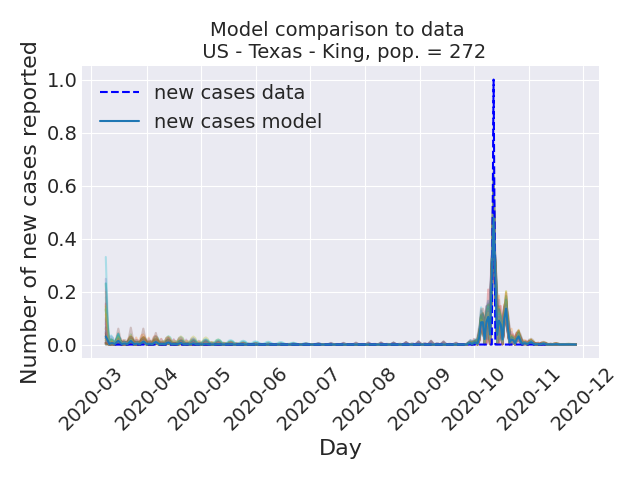 Model comparison to data
US - Texas - King, pop. = 272
Number of new cases reported
1.0
0.8
0.6
0.4
0.2
0.0
new cases data
new cases model
2020-03
2020-04
2020-05
2020-06
2020-07
2020-08
2020-09
2020-10
2020-11
2020-12
Day